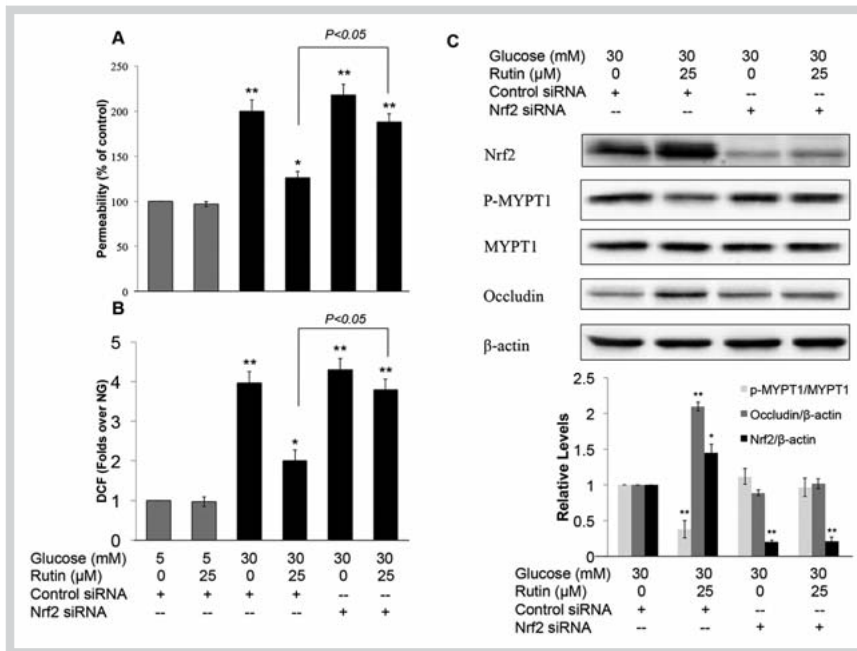 A
P<0.05
**
**
**
*
Permeability (% of control)
250
200
150
100
50
0
B
P<0.05
**
**
**
*
DCF (Folds over NG)
5
4
3
2
1
0
Glucose (mM) 5 5 30 30 30 30
Rutin (µM) 0 25 0 25 0 25
Control siRNA + + + + -- --
Nrf2 siRNA -- -- -- -- + +
C
Glucose (mM) 30 30 30 30
Rutin (µM) 0 25 0 25
Control siRNA + + -- --
Nrf2 siRNA -- -- + +
Nrf2
P-MYPT1
MYPT1
Occludin
β-actin
p-MYPT1/MYPT1
Occludin/β-actin
Nrf2/β-actin
Relative Levels
2.5
2
1.5
1
0.5
0
**
**
*
**
**
Glucose (mM) 30 30 30 30
Rutin (µM) 0 25 0 25
Control siRNA + + -- --
Nrf2 siRNA -- -- + +